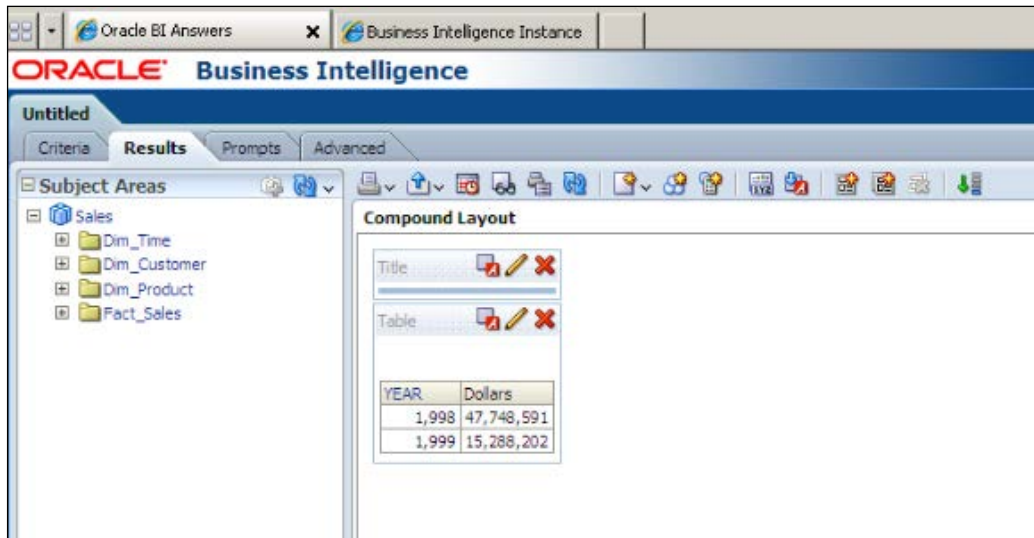 Oracle BI Answers
Business Intelligence Instance
ORACLE Business Intelligence
Untitled
Criteria Results Prompts Advanced
Subject Areas
Sales
Dim_Time
Dim_Customer
Dim_Product
Fact_Sales
Compound Layout
Title
Table
YEAR Dollars
1,998 47,748,591
1,999 15,288,202